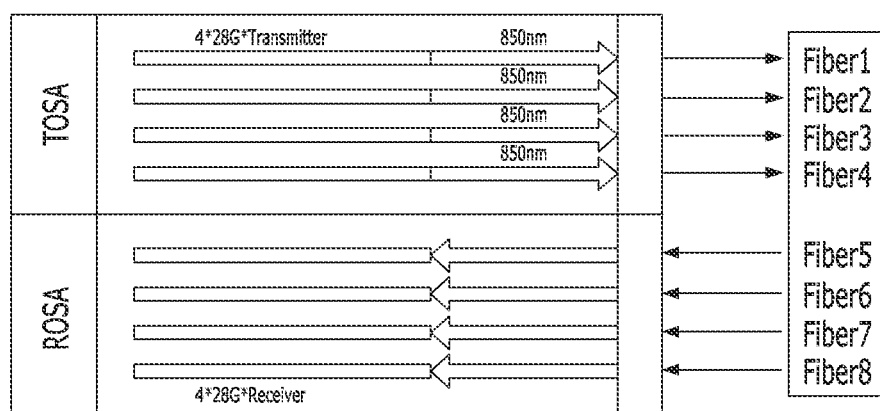 TOSA
4*28G*Transmitter
850nm
Fiber1
850nm
Fiber2
850nm
Fiber3
850nm
Fiber4
ROSA
Fiber5
Fiber6
Fiber7
Fiber8
4*28G*Receiver